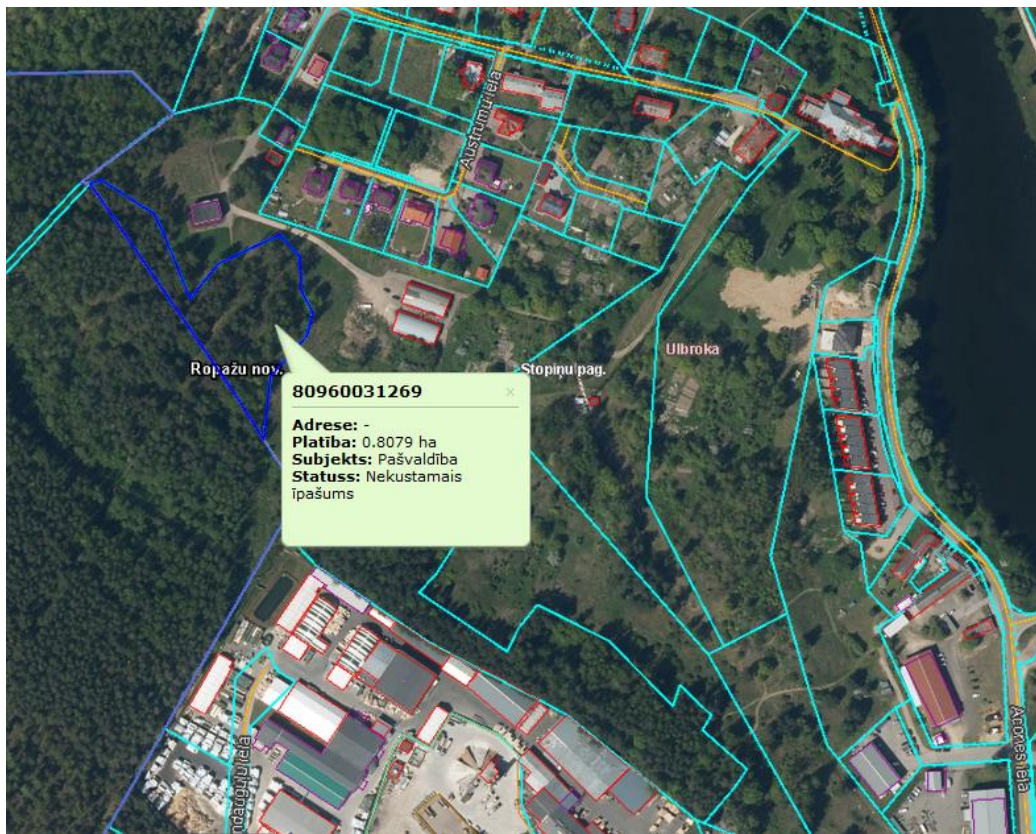 Austrumu iela
Ulbroka
Ropažu nov.
Stopiņu pag.
80960031269
×
Adrese: -
Platība: 0.8079 ha
Subjekts: Pašvaldība
Statuss: Nekustamais
īpašums
Acones iela